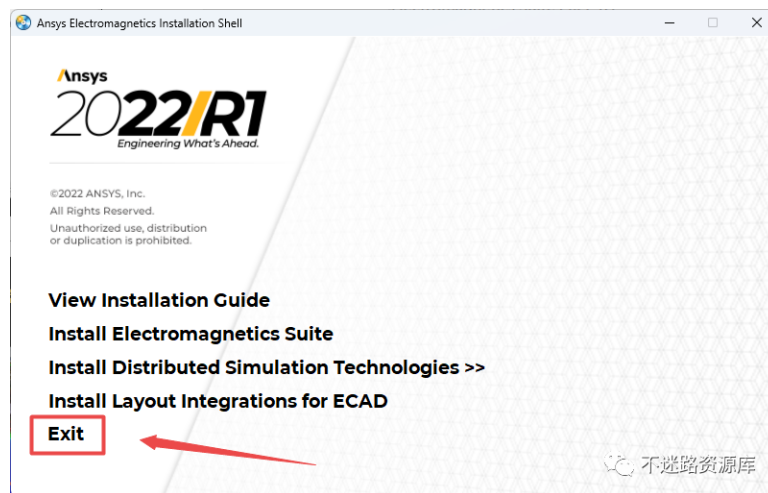 Ansys Electromagnetics Installation Shell
Ansys
2022/R1
Engineering What's Ahead.
©2022 ANSYS, Inc.
All Rights Reserved.
Unauthorized use, distribution
or duplication is prohibited.
View Installation Guide
Install Electromagnetics Suite
Install Distributed Simulation Technologies >>
Install Layout Integrations for ECAD
Exit
不迷路资源库